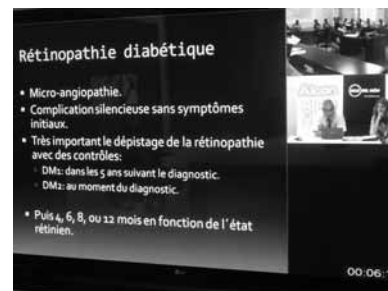 Rétinopathie diabétique
• Micro-angiopathie.
• Complication silencieuse sans symptômes
initiaux.
• Très important le dépistage de la rétinopathie
avec des contrôles:
DM1: dans les 5 ans suivant le diagnostic.
DM2: au moment du diagnostic.
• Puis 4, 6, 8, ou 12 mois en fonction de l´état
rétinien.
Alcon
00:06: